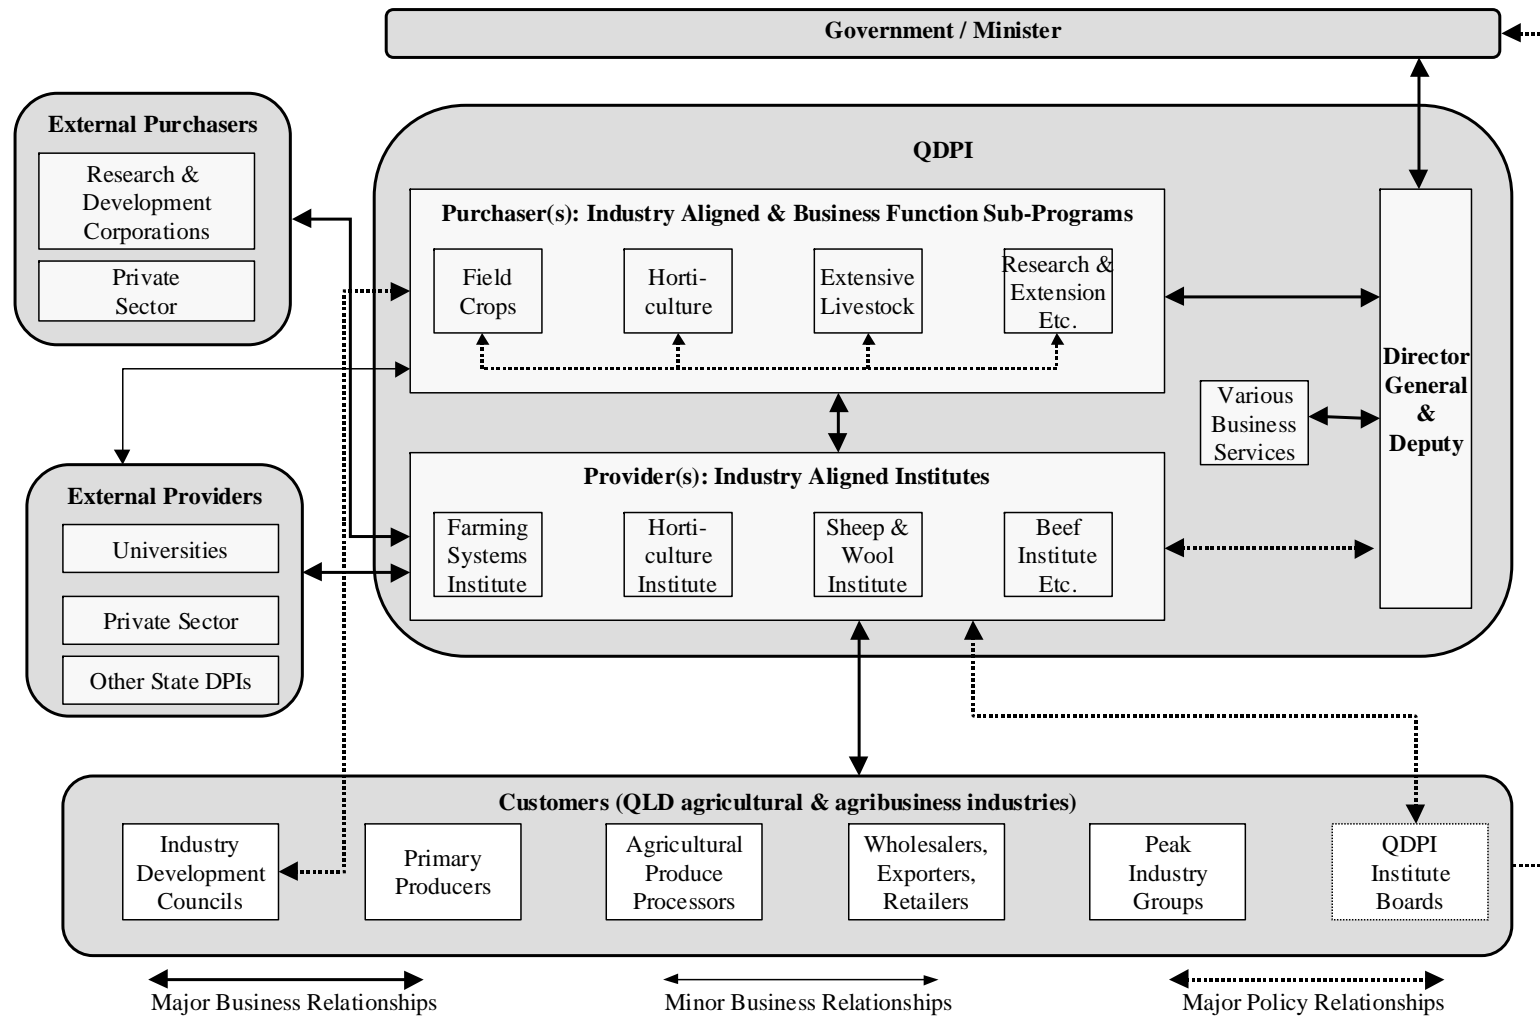 Government / Minister
External Purchasers
Research &
Development
Corporations
Private
Sector
QDPI
Purchaser(s): Industry Aligned & Business Function Sub-Programs
Field
Crops
Horti-
culture
Extensive
Livestock
Research &
Extension
Etc.
Director
General
&
Deputy
Various
Business
Services
External Providers
Universities
Private Sector
Other State DPIs
Provider(s): Industry Aligned Institutes
Farming
Systems
Institute
Horti-
culture
Institute
Sheep &
Wool
Institute
Beef
Institute
Etc.
Customers (QLD agricultural & agribusiness industries)
Industry
Development
Councils
Primary
Producers
Agricultural
Produce
Processors
Wholesalers,
Exporters,
Retailers
Peak
Industry
Groups
QDPI
Institute
Boards
Major Business Relationships
Minor Business Relationships
Major Policy Relationships